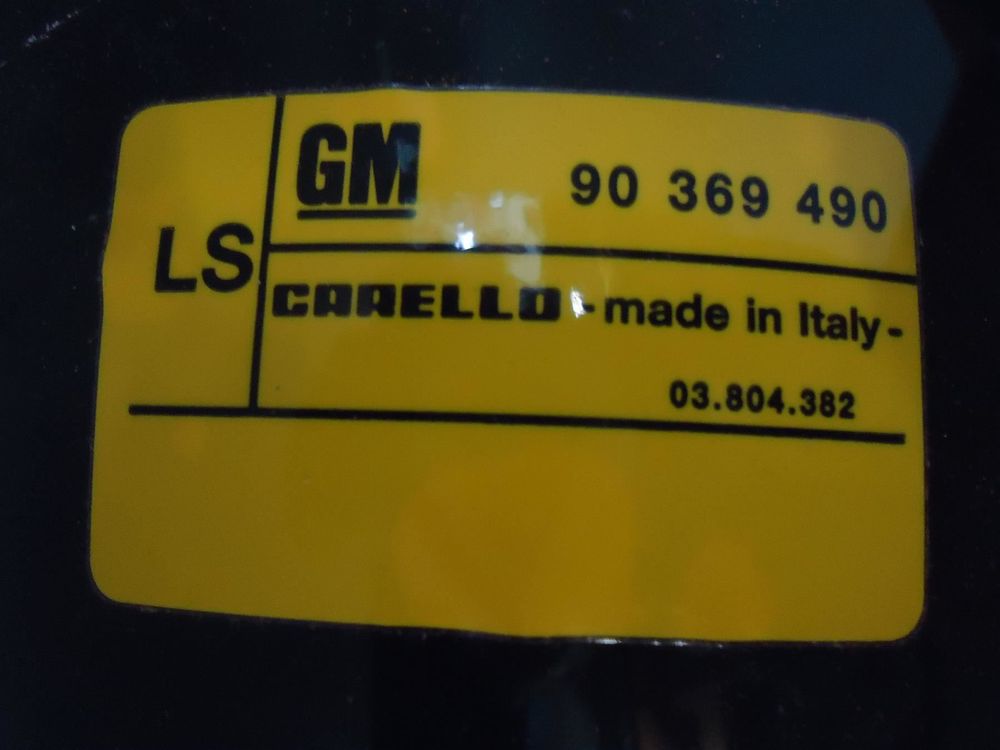 LS
GM
90 369 490
CARELLO -made in Italy-
03.804.382